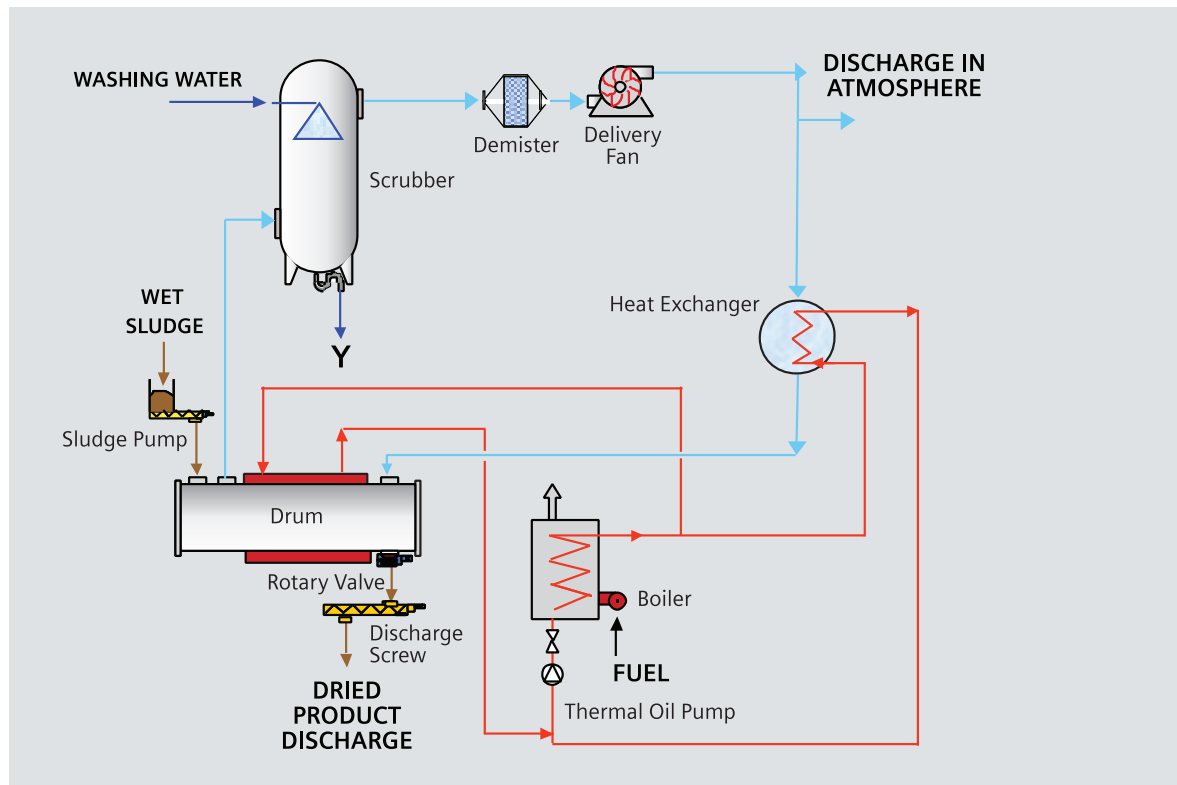 WASHING WATER
DISCHARGE IN
ATMOSPHERE
Demister
Delivery
Fan
Scrubber
WET
SLUDGE
Heat Exchanger
Y
Sludge Pump
Drum
Rotary Valve
Boiler
Discharge
Screw
FUEL
DRIED
PRODUCT
DISCHARGE
Thermal Oil Pump